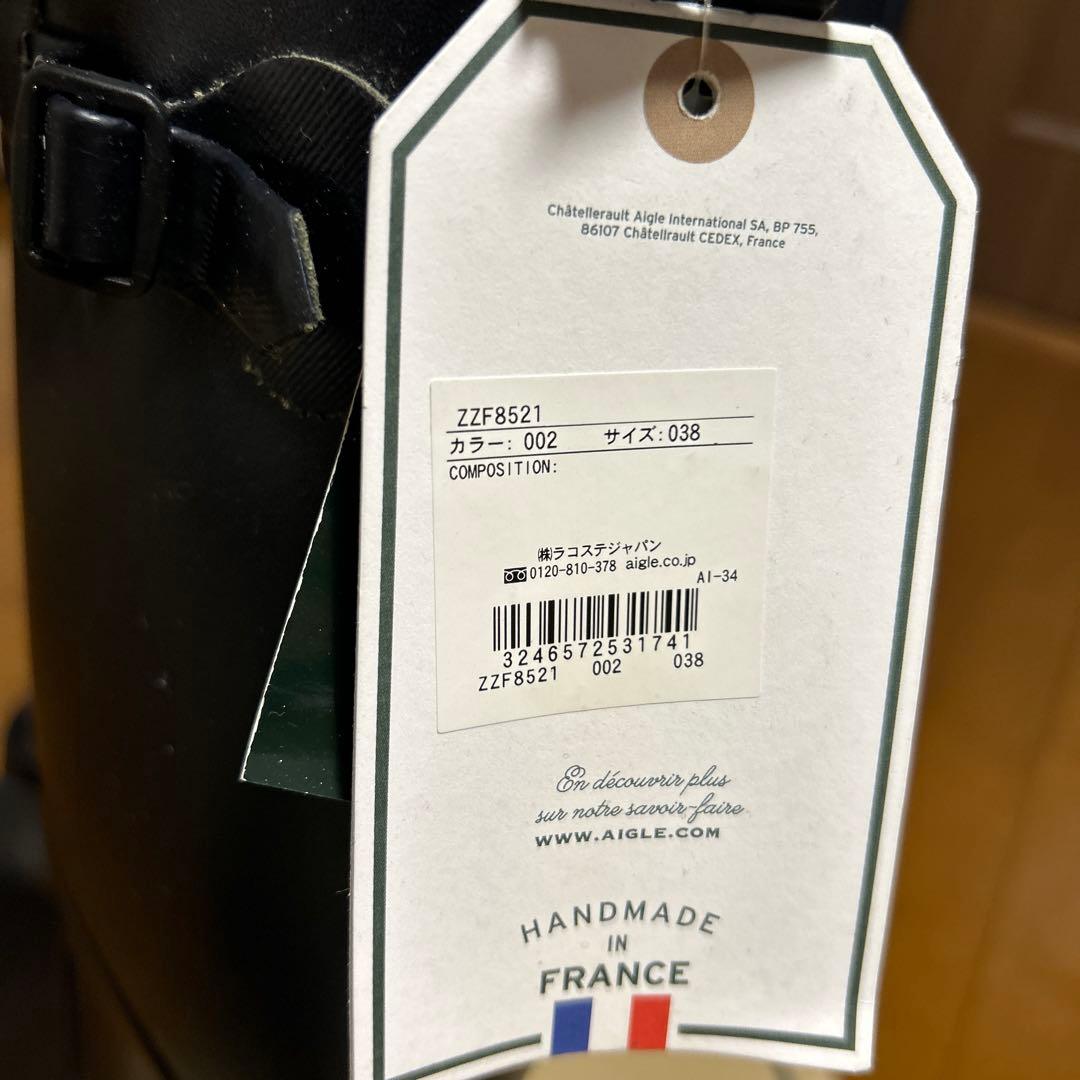 Châtellerault Aigle International SA, BP 755,
86107 Châtellrault CEDEX, France
ZZF8521
カラー: 002 サイズ:038
COMPOSITION:
㈱ラコステジャパン
0120-810-378 aigle.co.jp
AI-34
3246572531741
ZZF8521 002 038
En découvrir plus
sur notre savoir-faire
WWW.AIGLE.COM
HANDMADE
IN
FRANCE